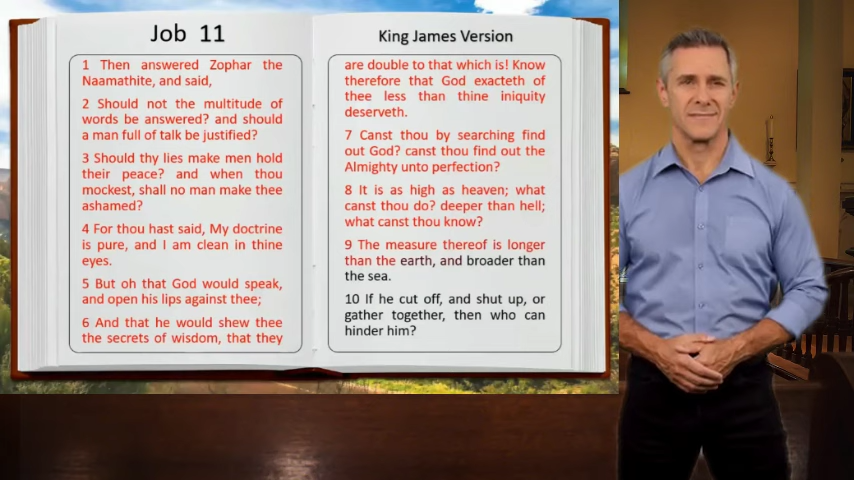 Job 11
1 Then answered Zophar the
Naamathite, and said,
2 Should not the multitude of
words be answered? and should
a man full of talk be justified?
3 Should thy lies make men hold
their peace? and when thou
mockest, shall no man make thee
ashamed?
4 For thou hast said, My doctrine
is pure, and I am clean in thine
eyes.
5 But oh that God would speak,
and open his lips against thee;
6 And that he would shew thee
the secrets of wisdom, that they
King James Version
are double to that which is! Know
therefore that God exacteth of
thee less than thine iniquity
deserveth.
7 Canst thou by searching find
out God? canst thou find out the
Almighty unto perfection?
8 It is as high as heaven; what
canst thou do? deeper than hell;
what canst thou know?
9 The measure thereof is longer
than the earth, and broader than
the sea.
10 If he cut off, and shut up, or
gather together, then who can
hinder him?